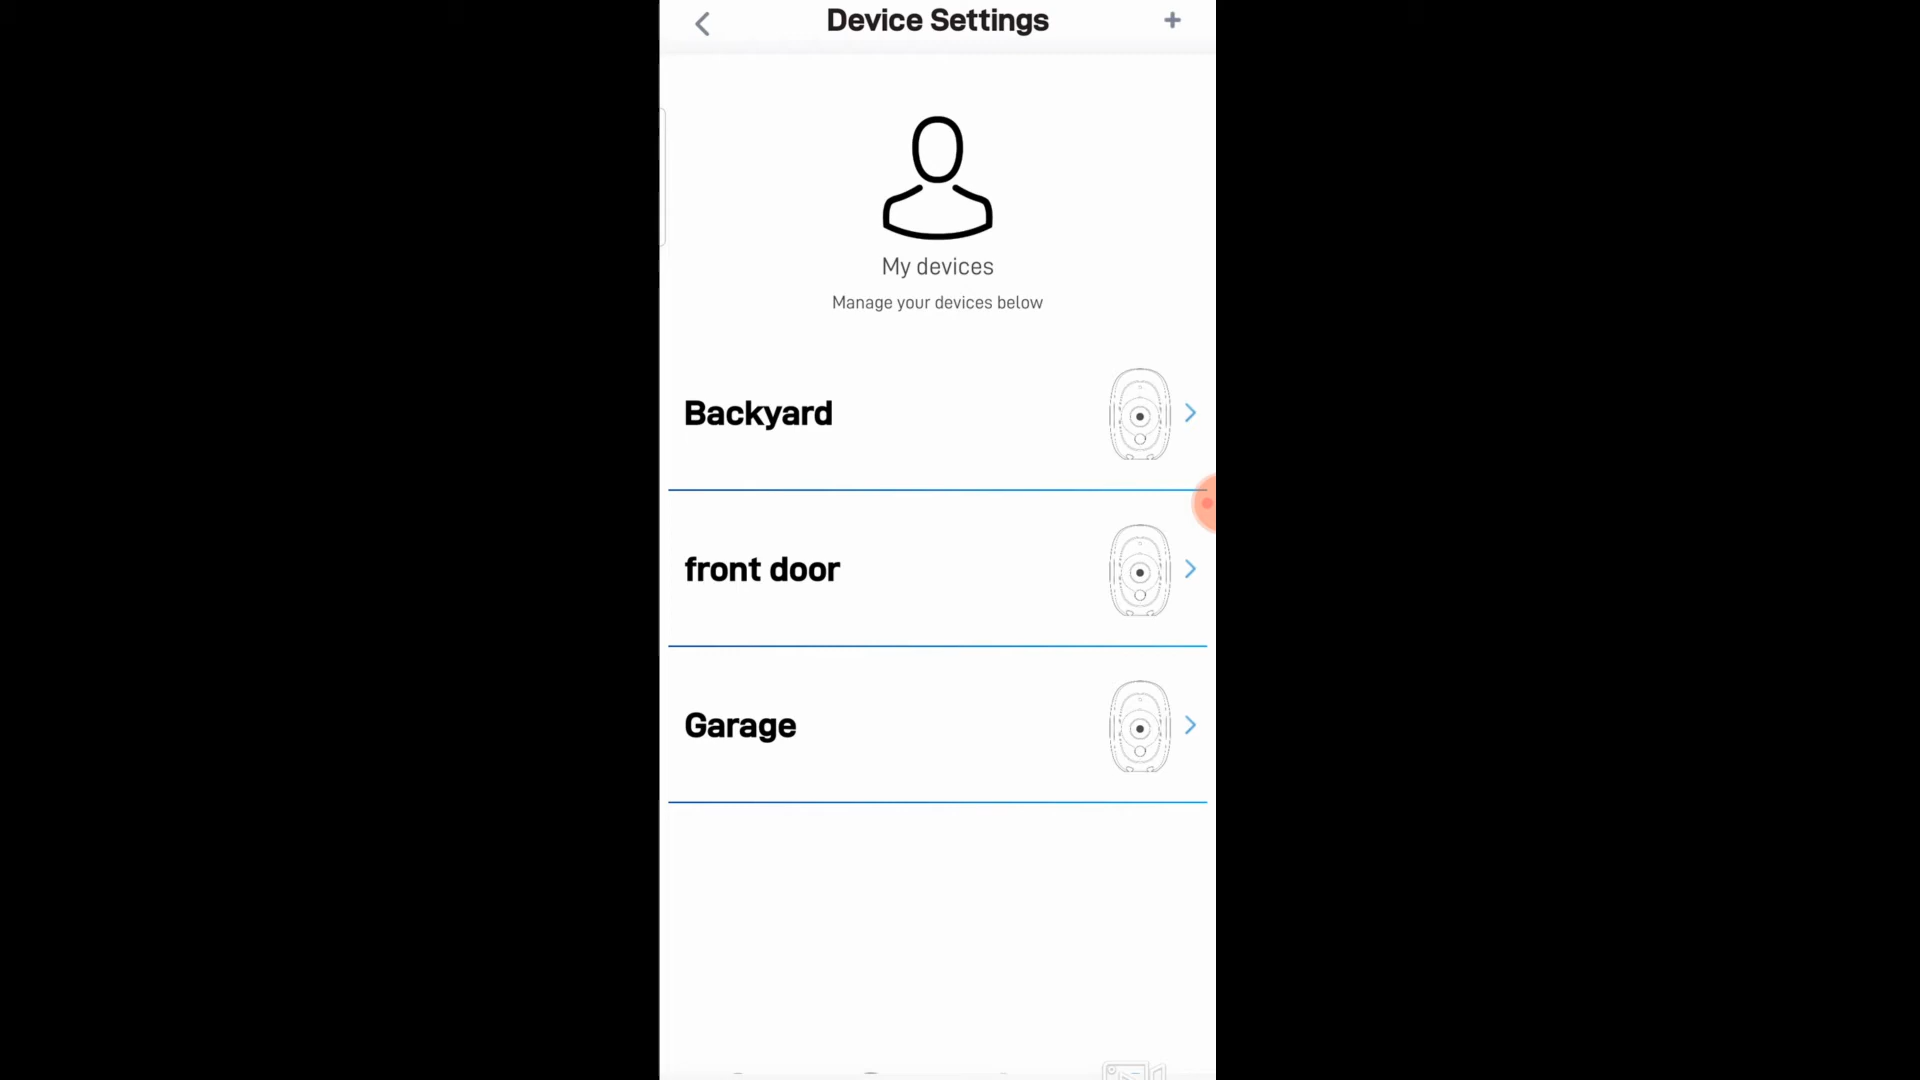 Device Settings
My devices
Manage your devices below
Backyard
front door
Garage